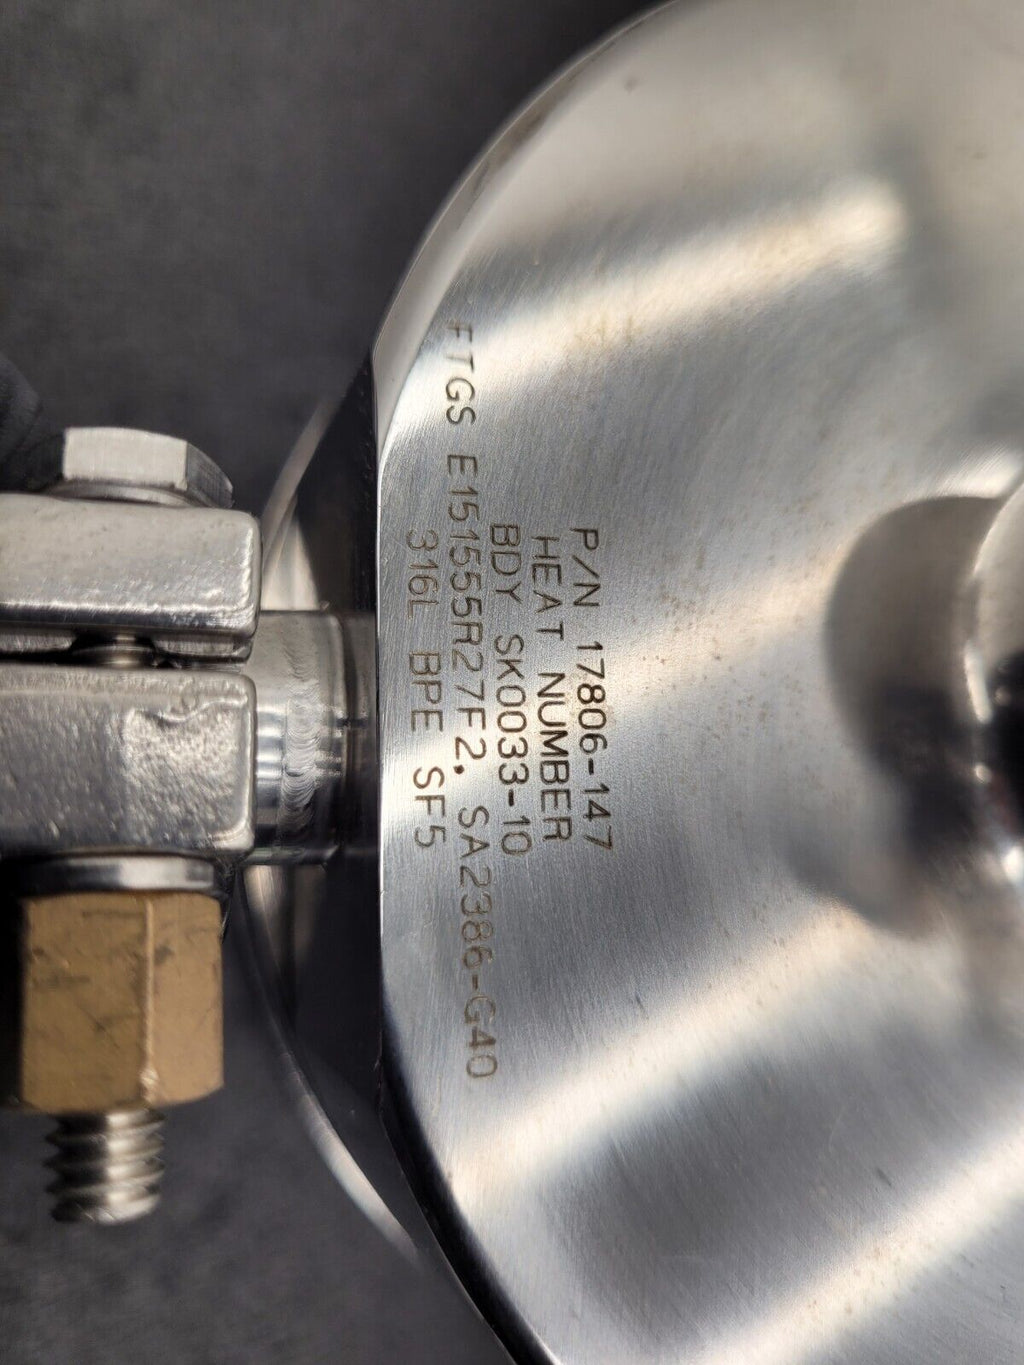 P/N 17806-147
HEAT NUMBER
BDY SK0033-10
FTGS E15155R27F2, SA2386-G40
316L BPE SF5